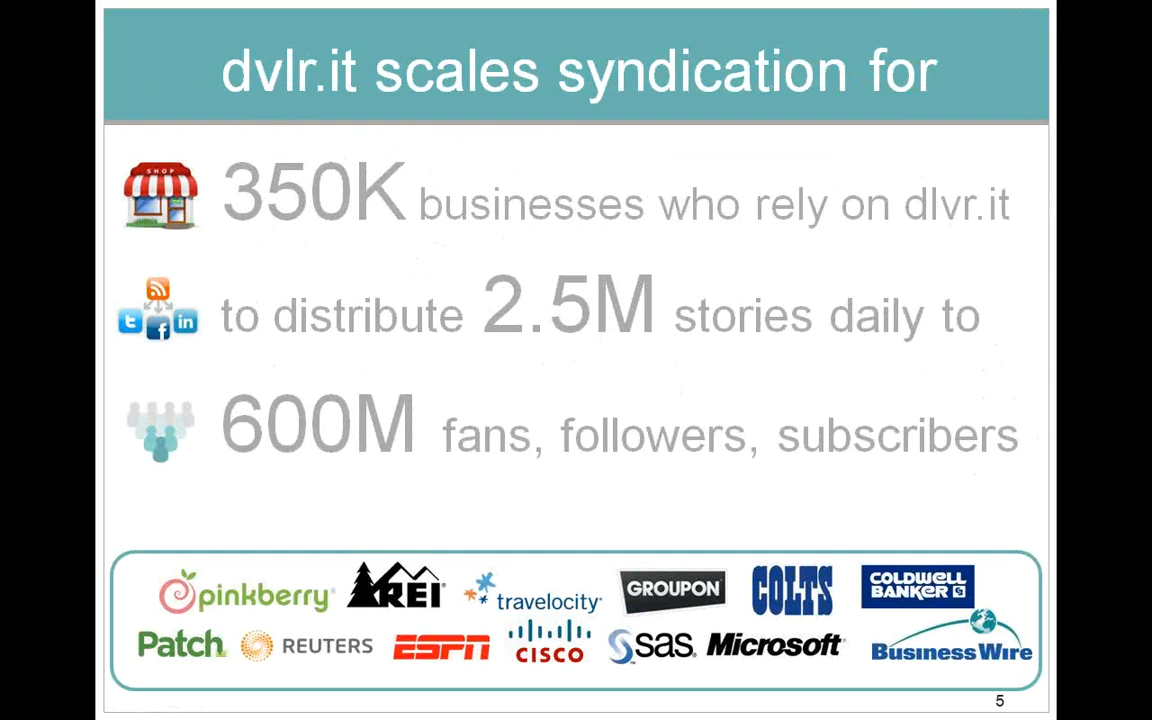 dvlr.it scales syndication for
SHOP
350K businesses who rely on dlvr.it
to distribute 2.5M stories daily to
600M fans, followers, subscribers
pinkberry REI travelocity GROUPON COLTS COLDWELL BANKER
Patch REUTERS ESPN CISCO sas Microsoft BusinessWire
5